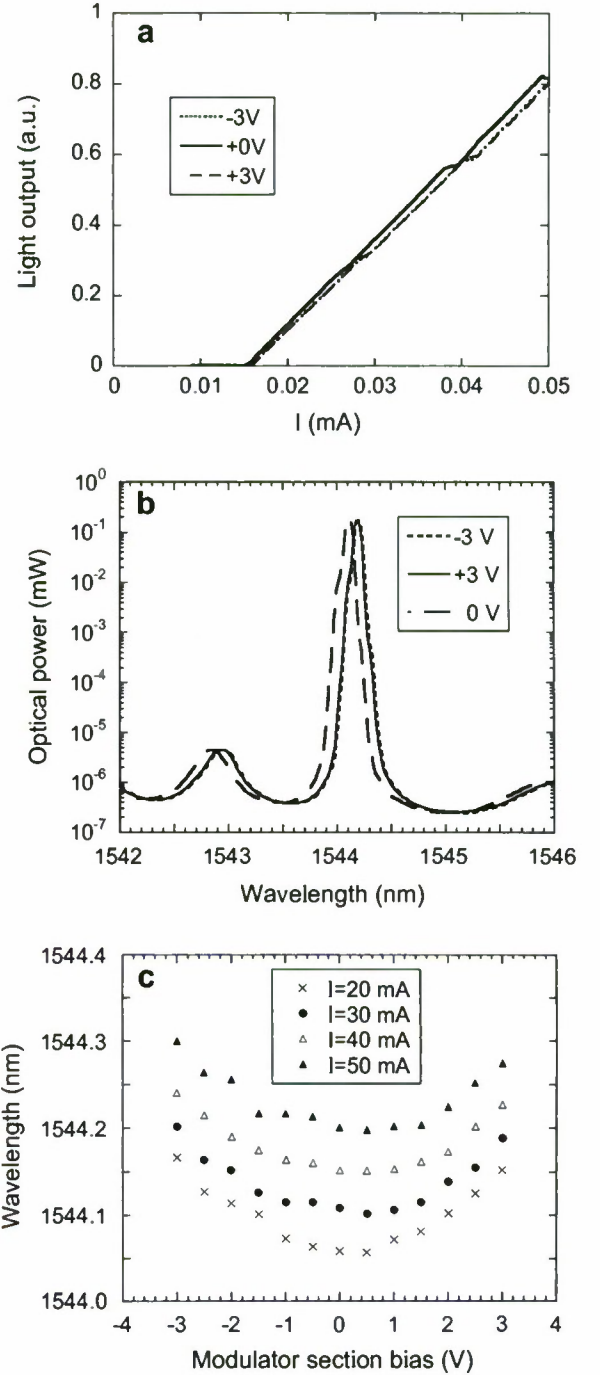 a
1
0.8
0.6
0.4
0.2
0
-3V
+0V
+3V
Light output (a.u.)
0 0.01 0.02 0.03 0.04 0.05
I (mA)
b
10^0
10^-1
10^-2
10^-3
10^-4
10^-5
10^-6
10^-7
-3 V
+3 V
0 V
Optical power (mW)
1542 1543 1544 1545 1546
Wavelength (nm)
c
1544.4
1544.3
1544.2
1544.1
1544.0
I=20 mA
I=30 mA
I=40 mA
I=50 mA
Wavelength (nm)
-4 -3 -2 -1 0 1 2 3 4
Modulator section bias (V)